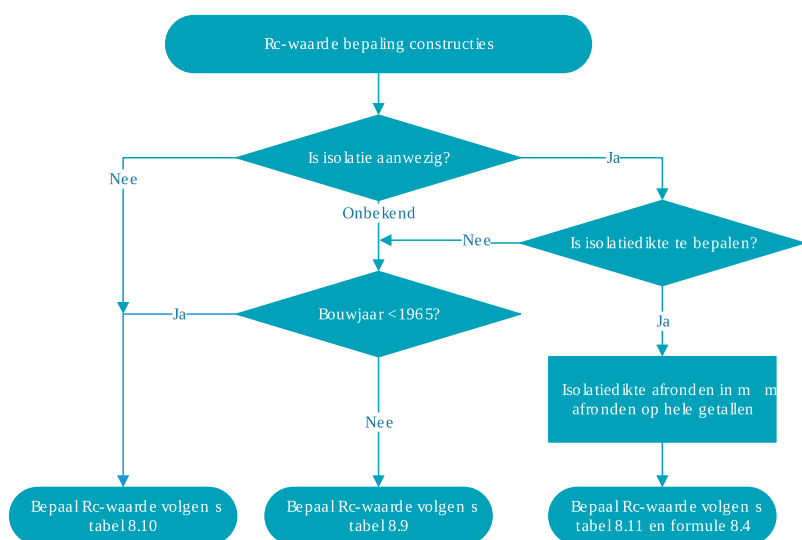 Rc-waarde bepaling constructies
Is isolatie aanwezig?
Ja
Nee
Onbekend
Nee
Is isolatiedikte te bepalen?
Ja
Bouwjaar <1965?
Ja
Isolatiedikte afronden in mm
afronden op hele getallen
Nee
Bepaal Rc-waarde volgens
tabel 8.10
Bepaal Rc-waarde volgens
tabel 8.9
Bepaal Rc-waarde volgens
tabel 8.11 en formule 8.4